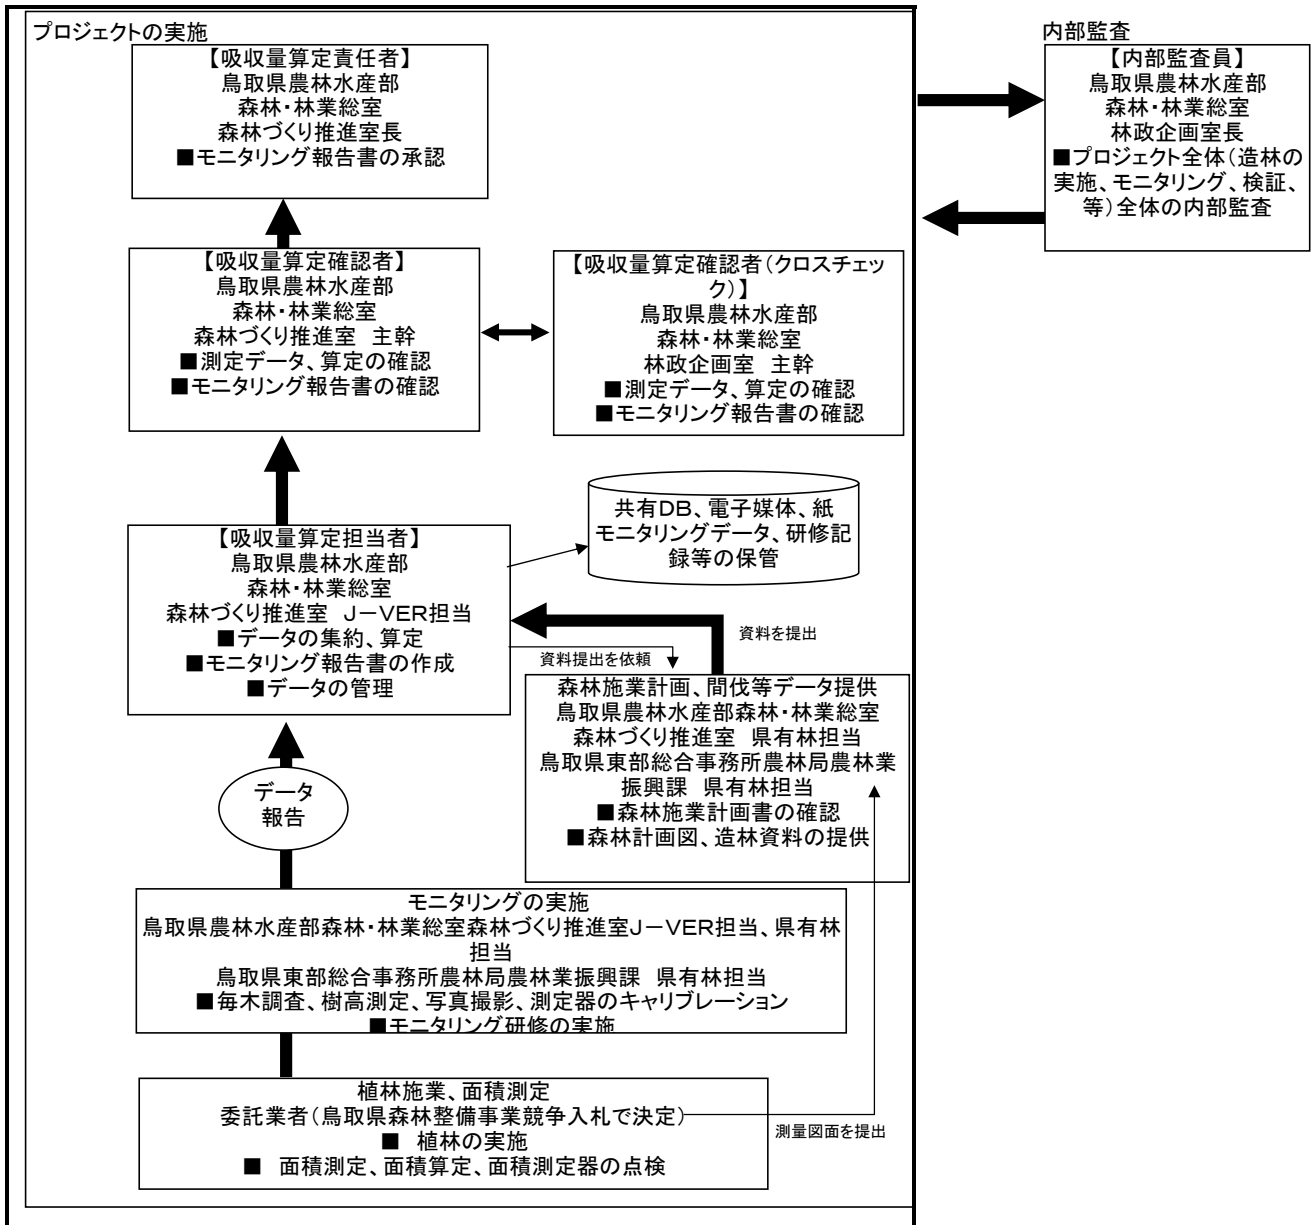 プロジェクトの実施
【吸収量算定責任者】
鳥取県農林水産部
森林・林業総室
森林づくり推進室長
■モニタリング報告書の承認
内部監査
【内部監査員】
鳥取県農林水産部
森林・林業総室
林政企画室長
■プロジェクト全体（造林の
実施、モニタリング、検証、
等）全体の内部監査
【吸収量算定確認者】
鳥取県農林水産部
森林・林業総室
森林づくり推進室　主幹
■測定データ、算定の確認
■モニタリング報告書の確認
【吸収量算定確認者（クロスチェッ
ク）】
鳥取県農林水産部
森林・林業総室
林政企画室　主幹
■測定データ、算定の確認
■モニタリング報告書の確認
共有ＤＢ、電子媒体、紙
モニタリングデータ、研修記
録等の保管
【吸収量算定担当者】
鳥取県農林水産部
森林・林業総室
森林づくり推進室　Ｊ－ＶＥＲ担当
■データの集約、算定
■モニタリング報告書の作成
■データの管理
資料を提出
資料提出を依頼
森林施業計画、間伐等データ提供
鳥取県農林水産部森林・林業総室
森林づくり推進室　県有林担当
鳥取県東部総合事務所農林局農林業
振興課　県有林担当
■森林施業計画書の確認
■森林計画図、造林資料の提供
データ
報告
モニタリングの実施
鳥取県農林水産部森林・林業総室森林づくり推進室Ｊ－ＶＥＲ担当、県有林
担当
鳥取県東部総合事務所農林局農林業振興課　県有林担当
■毎木調査、樹高測定、写真撮影、測定器のキャリブレーション
■モニタリング研修の実施
植林施業、面積測定
委託業者（鳥取県森林整備事業競争入札で決定）
■　植林の実施
■　面積測定、面積算定、面積測定器の点検
測量図面を提出